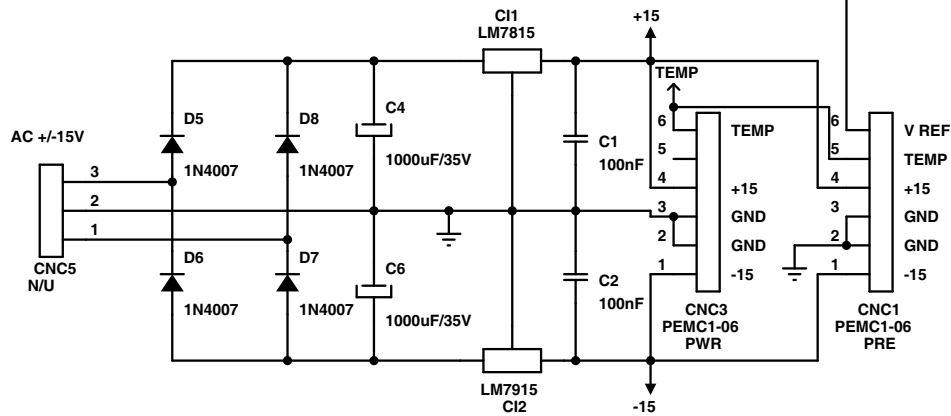 CI1
LM7815
+15
TEMP
AC +/-15V
D5
D8
C4
1N4007
1N4007
1000uF/35V
C1
100nF
6
TEMP
5
4
+15
3
GND
2
GND
1
-15
6
V REF
5
TEMP
4
+15
3
GND
2
GND
1
-15
3
2
1
CNC5
N/U
D6
D7
C6
1N4007
1N4007
1000uF/35V
C2
100nF
CNC3
PEMC1-06
PWR
CNC1
PEMC1-06
PRE
LM7915
CI2
-15